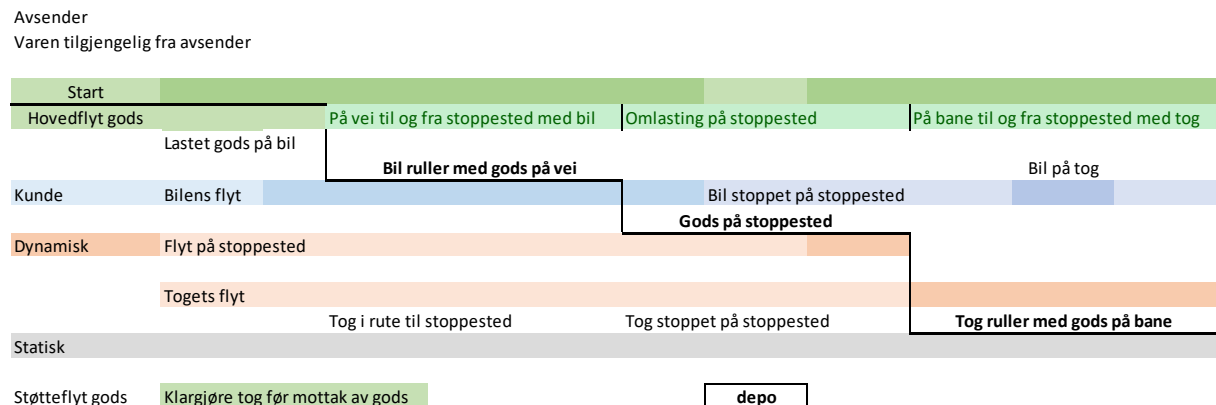 Avsender
Varen tilgjengelig fra avsender
Start
Hovedflyt gods
På vei til og fra stoppested med bil
Omlasting på stoppested
På bane til og fra stoppested med tog
Lastet gods på bil
Bil ruller med gods på vei
Bil på tog
Kunde
Bilens flyt
Bil stoppet på stoppested
Gods på stoppested
Dynamisk
Flyt på stoppested
Togets flyt
Tog i rute til stoppested
Tog stoppet på stoppested
Tog ruller med gods på bane
Statisk
Støtteflyt gods
Klargjøre tog før mottak av gods
depo